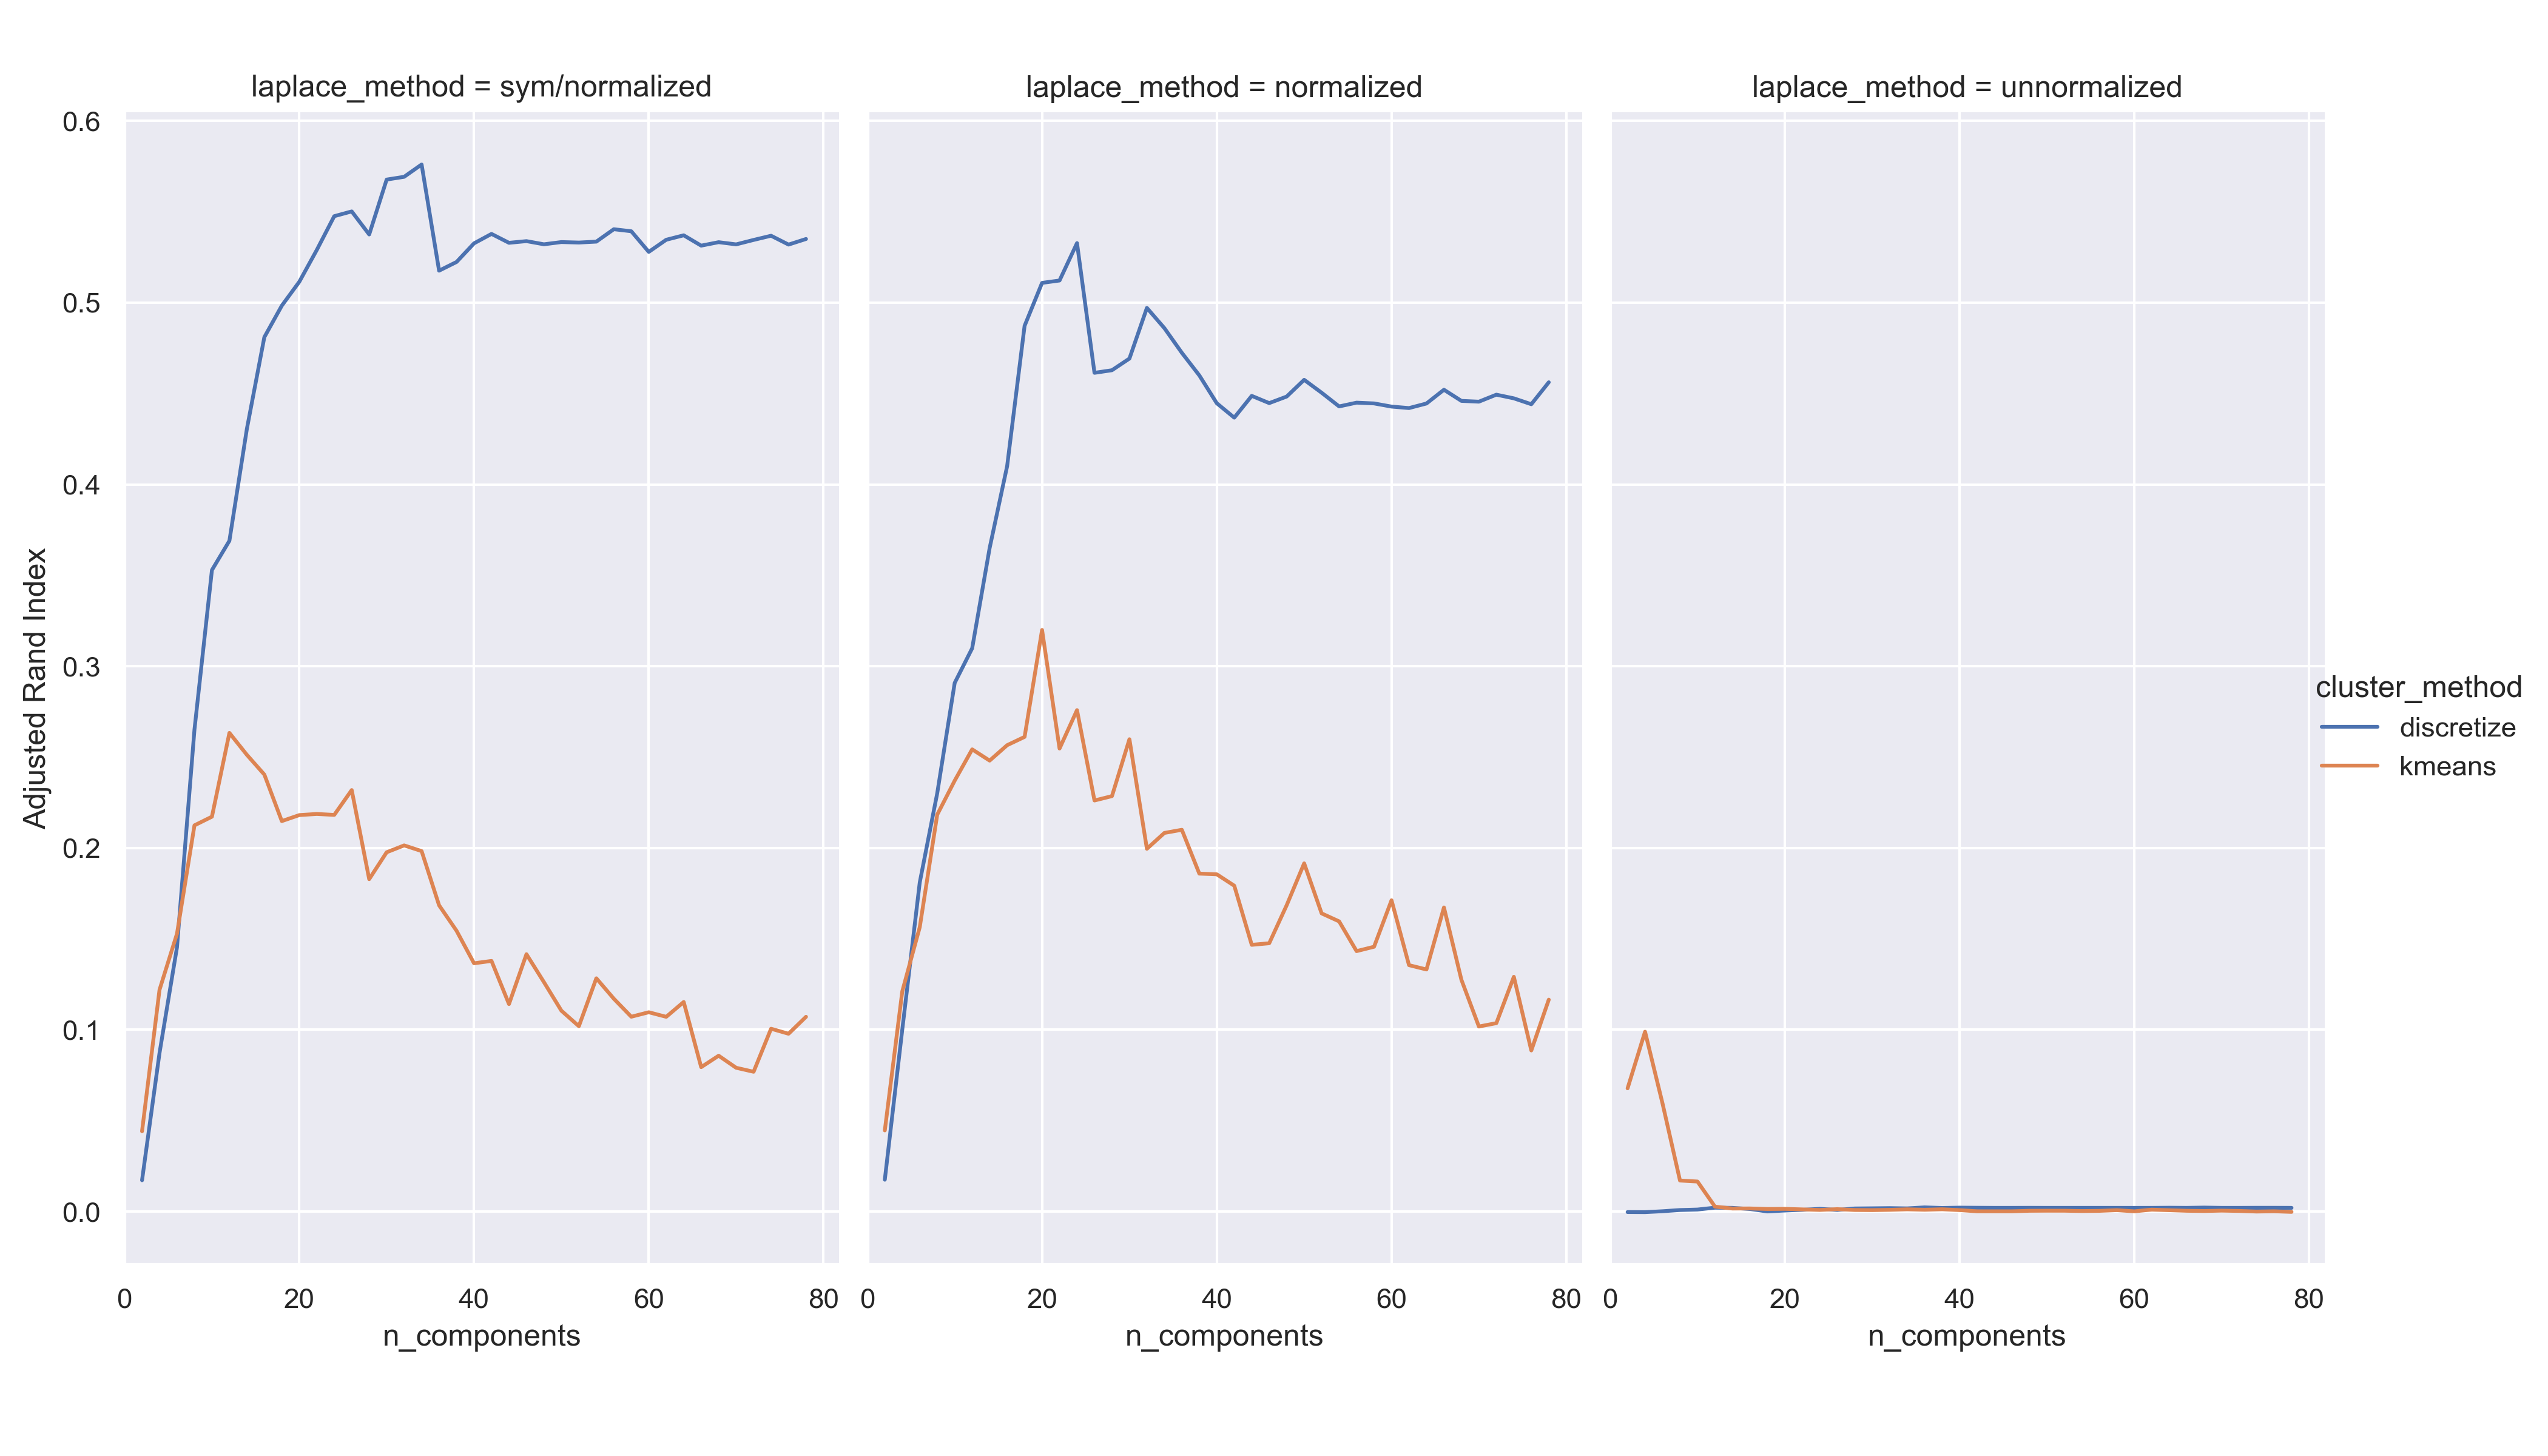 laplace_method = sym/normalized
laplace_method = normalized
laplace_method = unnormalized
0.6
0.5
0.4
0.3
0.2
0.1
0.0
Adjusted Rand Index
0 20 40 60 80
0 20 40 60 80
0 20 40 60 80
n_components
n_components
n_components
cluster_method
discretize
kmeans